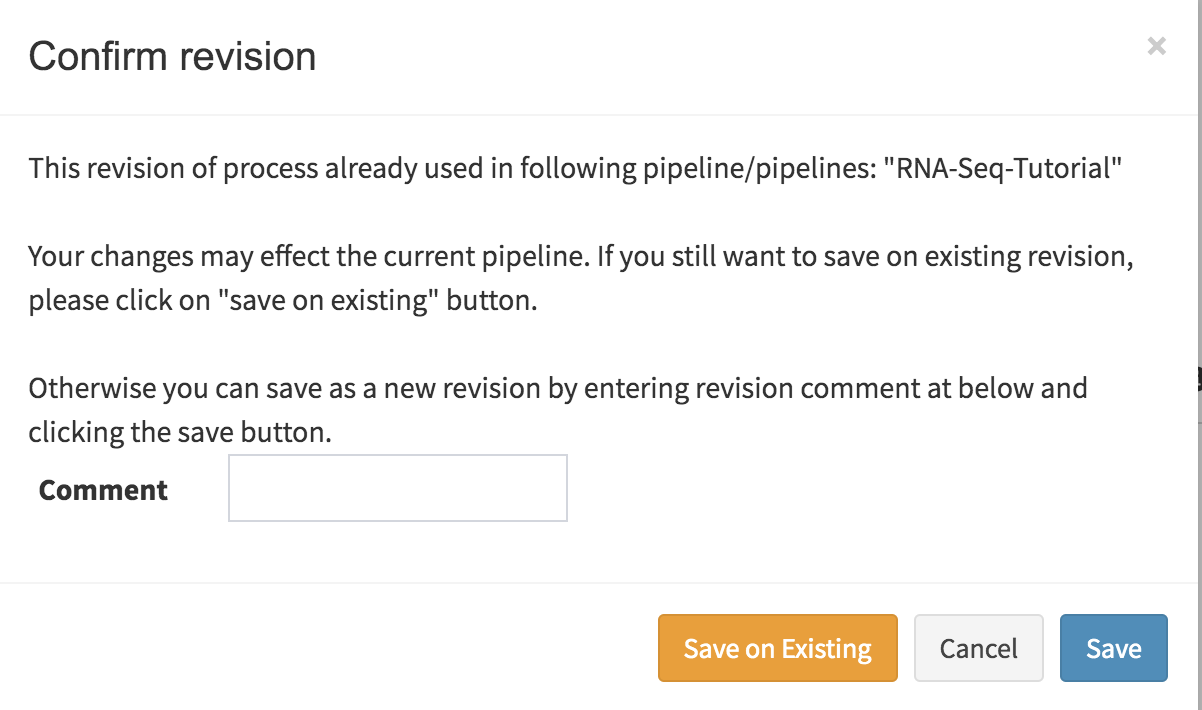 Confirm revision
×
This revision of process already used in following pipeline/pipelines: "RNA-Seq-Tutorial"
Your changes may effect the current pipeline. If you still want to save on existing revision,
please click on "save on existing" button.
Otherwise you can save as a new revision by entering revision comment at below and
clicking the save button.
Comment
Save on Existing
Cancel
Save